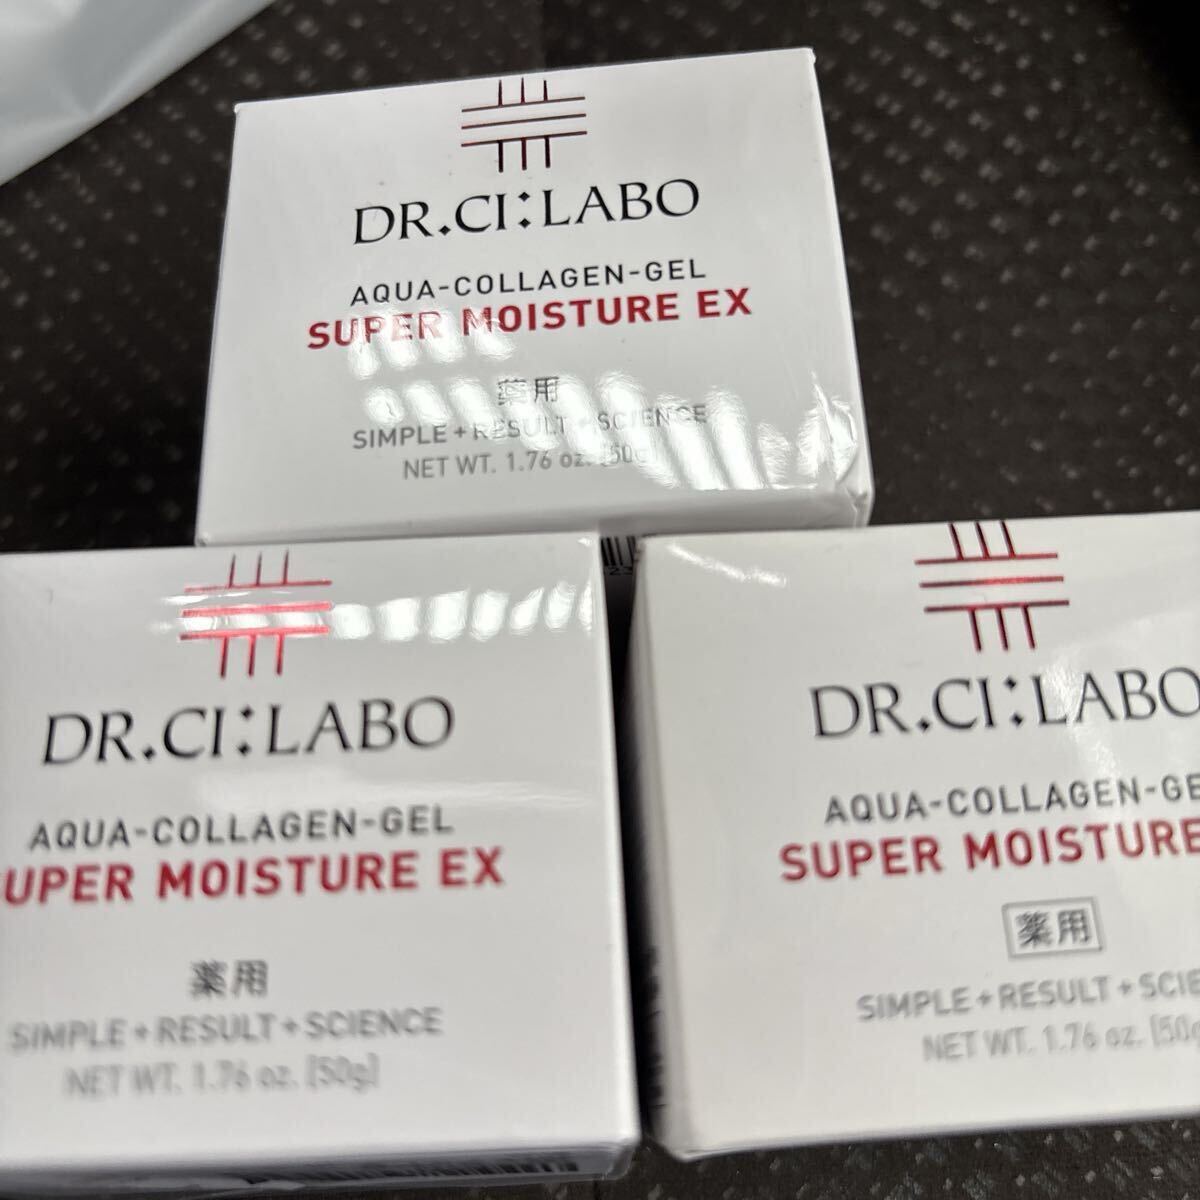 DR.CI:LABO
AQUA-COLLAGEN-GEL
SUPER MOISTURE EX
薬用
SIMPLE + RESULT + SCIENCE
NET WT. 1.76 oz. [50g]
DR.CI:LABO
AQUA-COLLAGEN-GEL
UPER MOISTURE EX
薬用
SIMPLE + RESULT + SCIENCE
NET WT. 1.76 oz. [50g]
DR.CI:LABO
AQUA-COLLAGEN-GE
SUPER MOISTURE
薬用
SIMPLE + RESULT + SCIE
NET WT. 1.76 oz. [50g